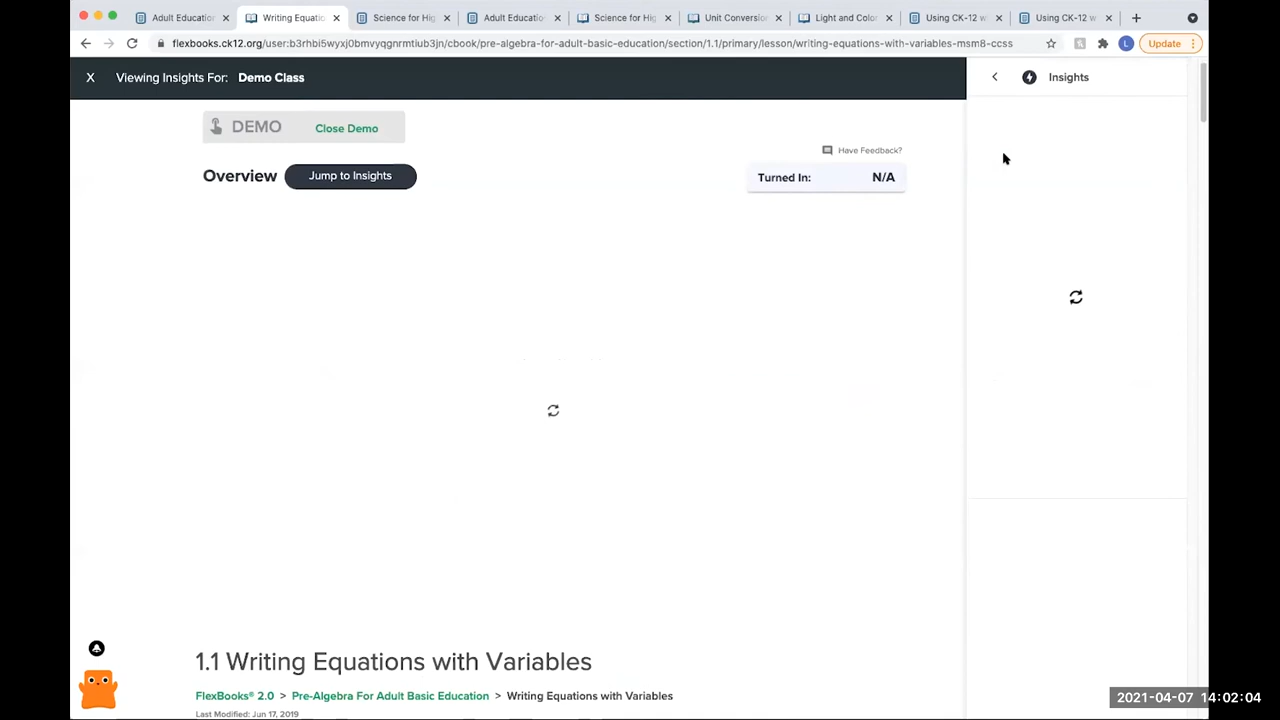 Adult Education
Writing Equatio
Science for Hig
Adult Educatio
Science for Hig
Unit Conversion
Light and Color
Using CK-12 w
Using CK-12 w
flexbooks.ck12.org/user:b3rhbi5wyxj0bmvyqgnrmtiub3jn/cbook/pre-algebra-for-adult-basic-education/section/1.1/primary/lesson/writing-equations-with-variables-msm8-ccss
L
Update
X Viewing Insights For: Demo Class
Insights
DEMO Close Demo
Have Feedback?
Overview Jump to Insights
Turned In: N/A
1.1 Writing Equations with Variables
FlexBooks® 2.0 > Pre-Algebra For Adult Basic Education > Writing Equations with Variables
Last Modified: Jun 17, 2019
2021-04-07 14:02:04